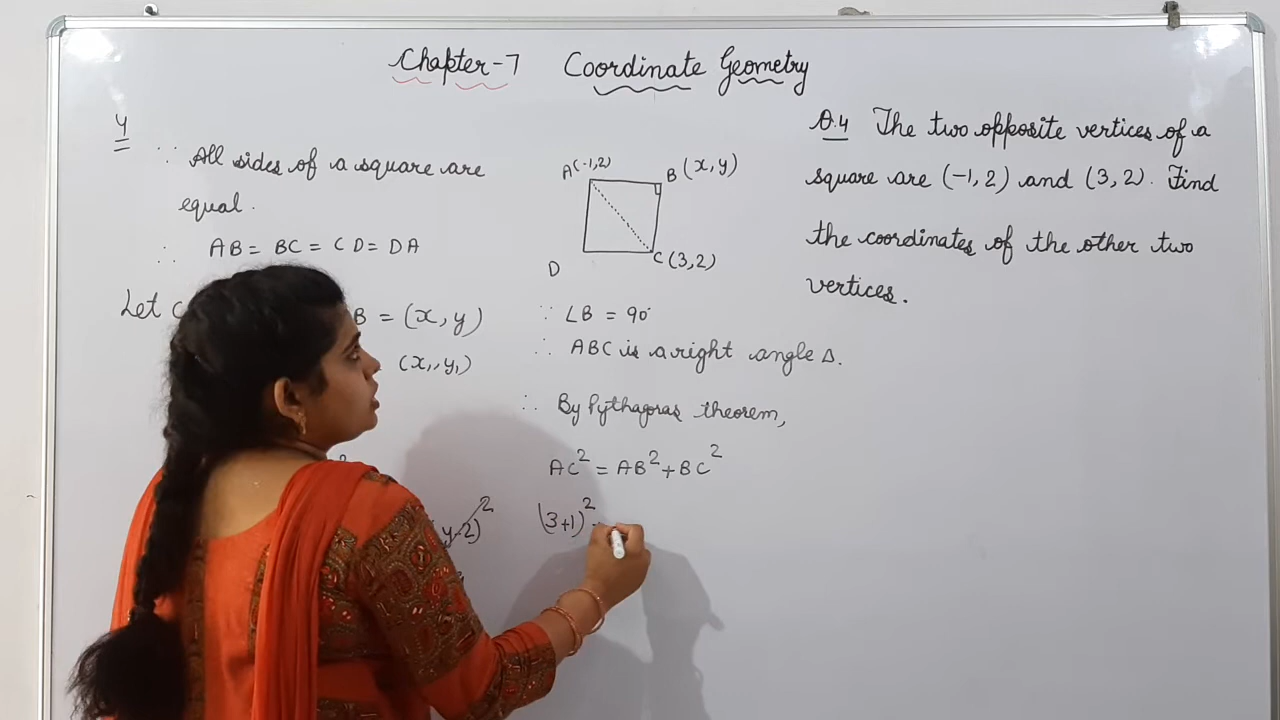 Chapter-7 Coordinate Geometry
4
∵ All sides of a square are
equal.
∴ AB = BC = CD = DA
Let
B = (x, y)
(x₁, y₁)
2
y-2)²
A(-1,2)
B (x, y)
C (3,2)
D
∵ ∠B = 90°
∴ ABC is a right angle Δ.
∴ By Pythagoras theorem,
AC² = AB² + BC²
(3+1)²
Q.4 The two opposite vertices of a
square are (-1, 2) and (3, 2). Find
the coordinates of the other two
vertices.